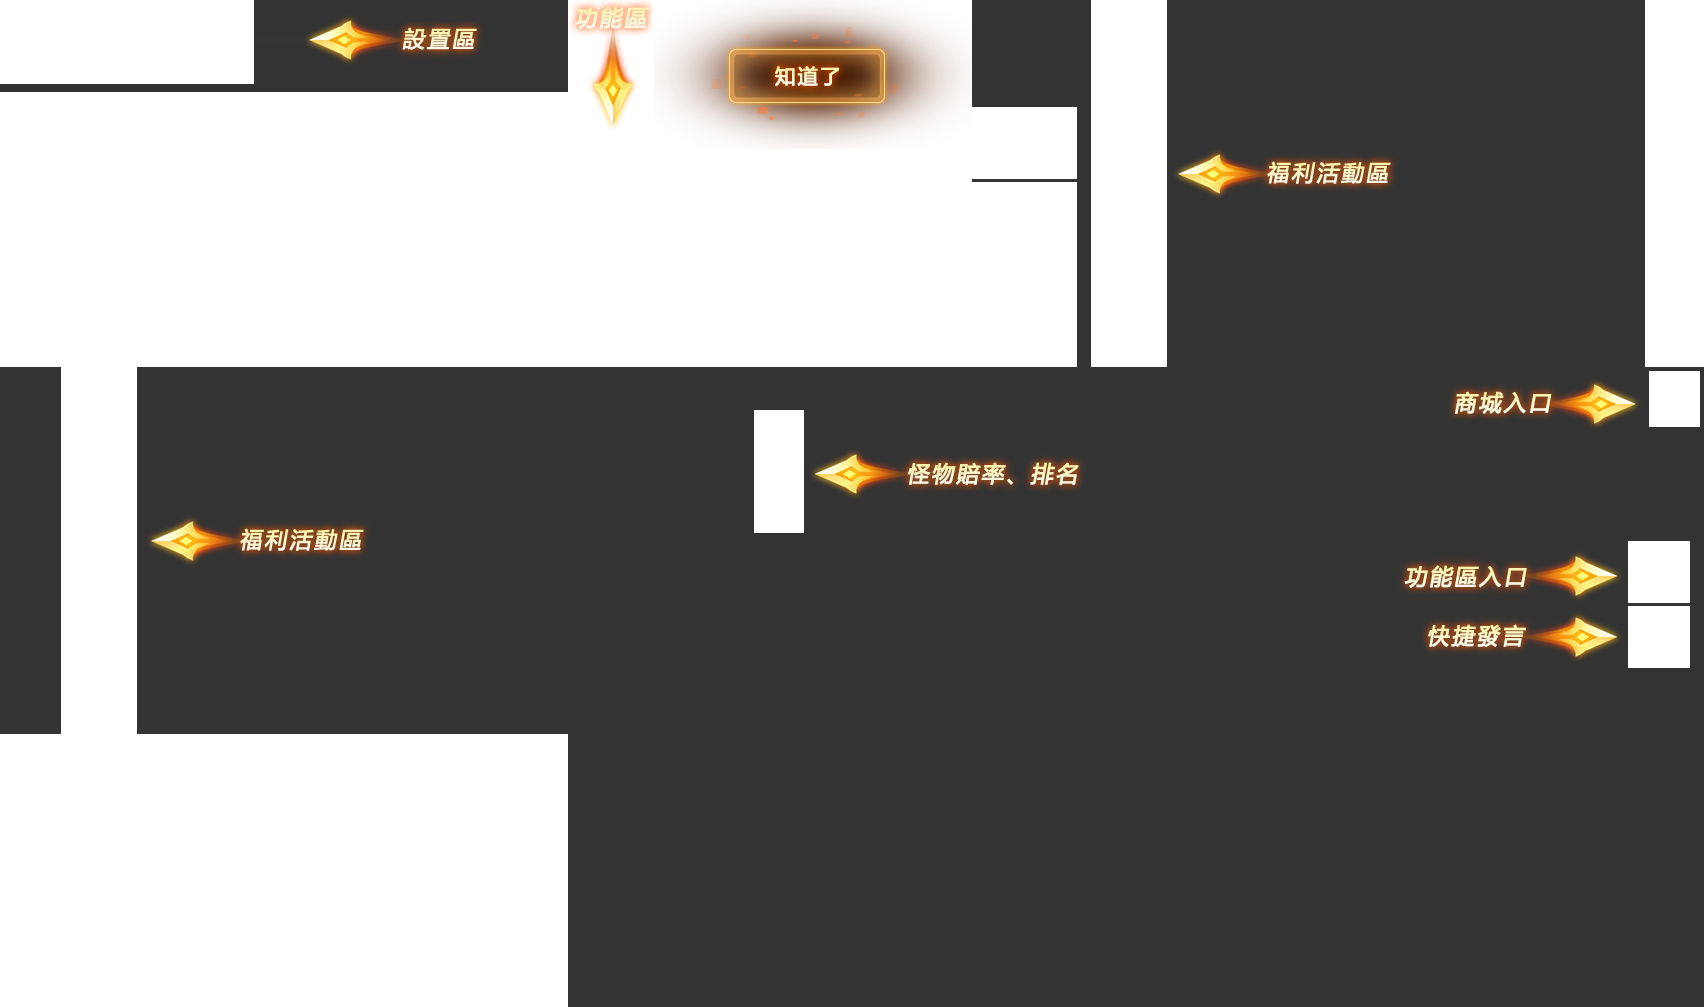 設置區
功能區
知道了
福利活動區
商城入口
怪物賠率、排名
福利活動區
功能區入口
快捷發言